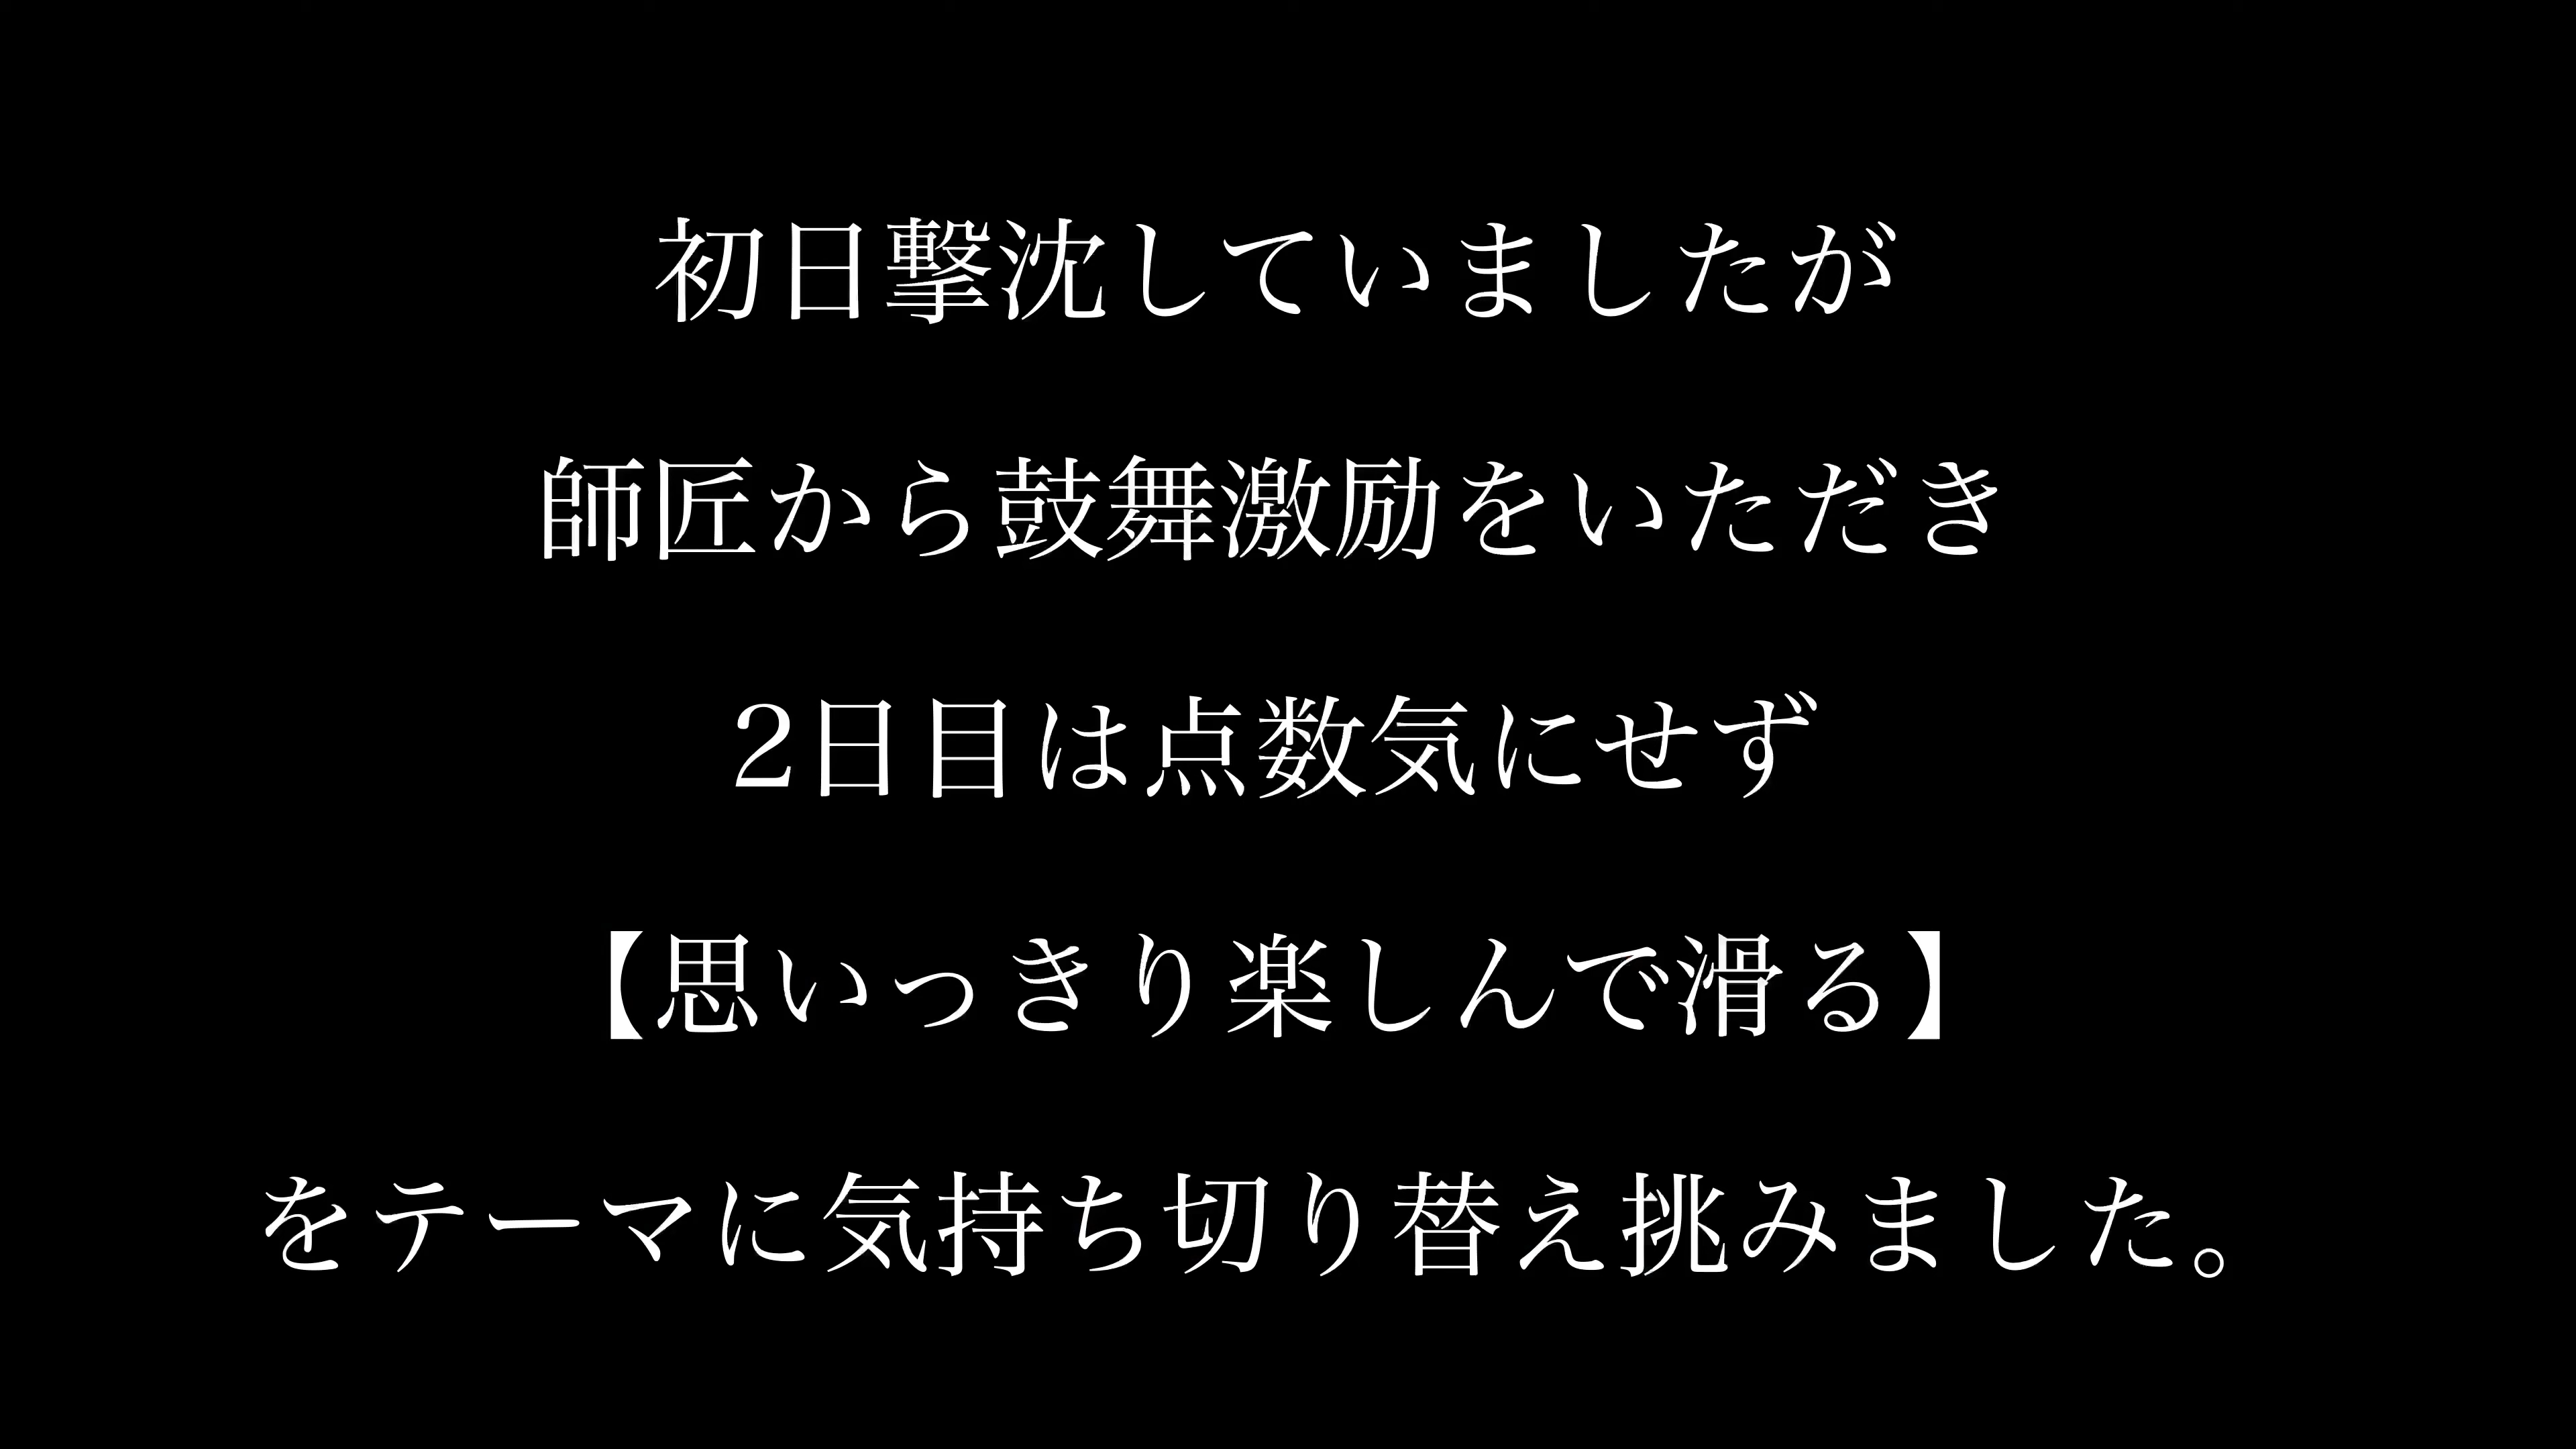 初日撃沈していましたが
師匠から鼓舞激励をいただき
2日目は点数気にせず
【思いっきり楽しんで滑る】
をテーマに気持ち切り替え挑みました。